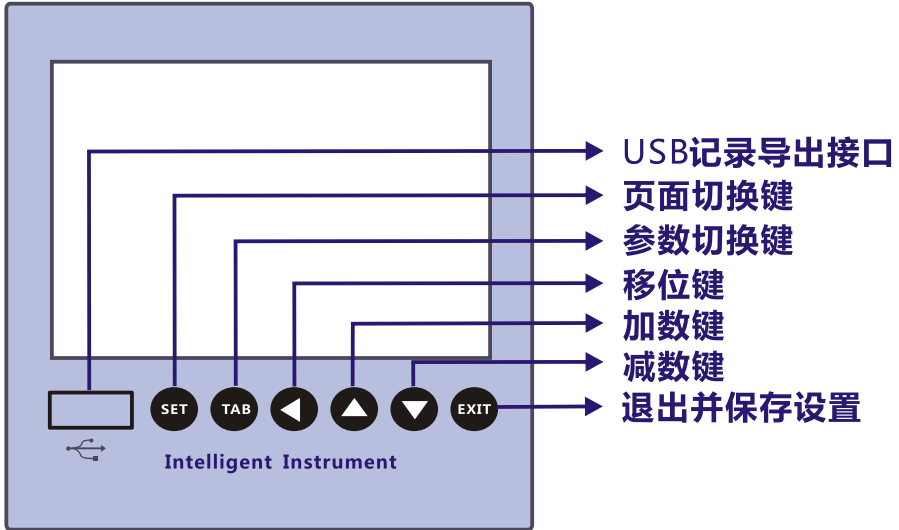 USB记录导出接口
页面切换键
参数切换键
移位键
加数键
减数键
退出并保存设置
SET TAB EXIT
Intelligent Instrument